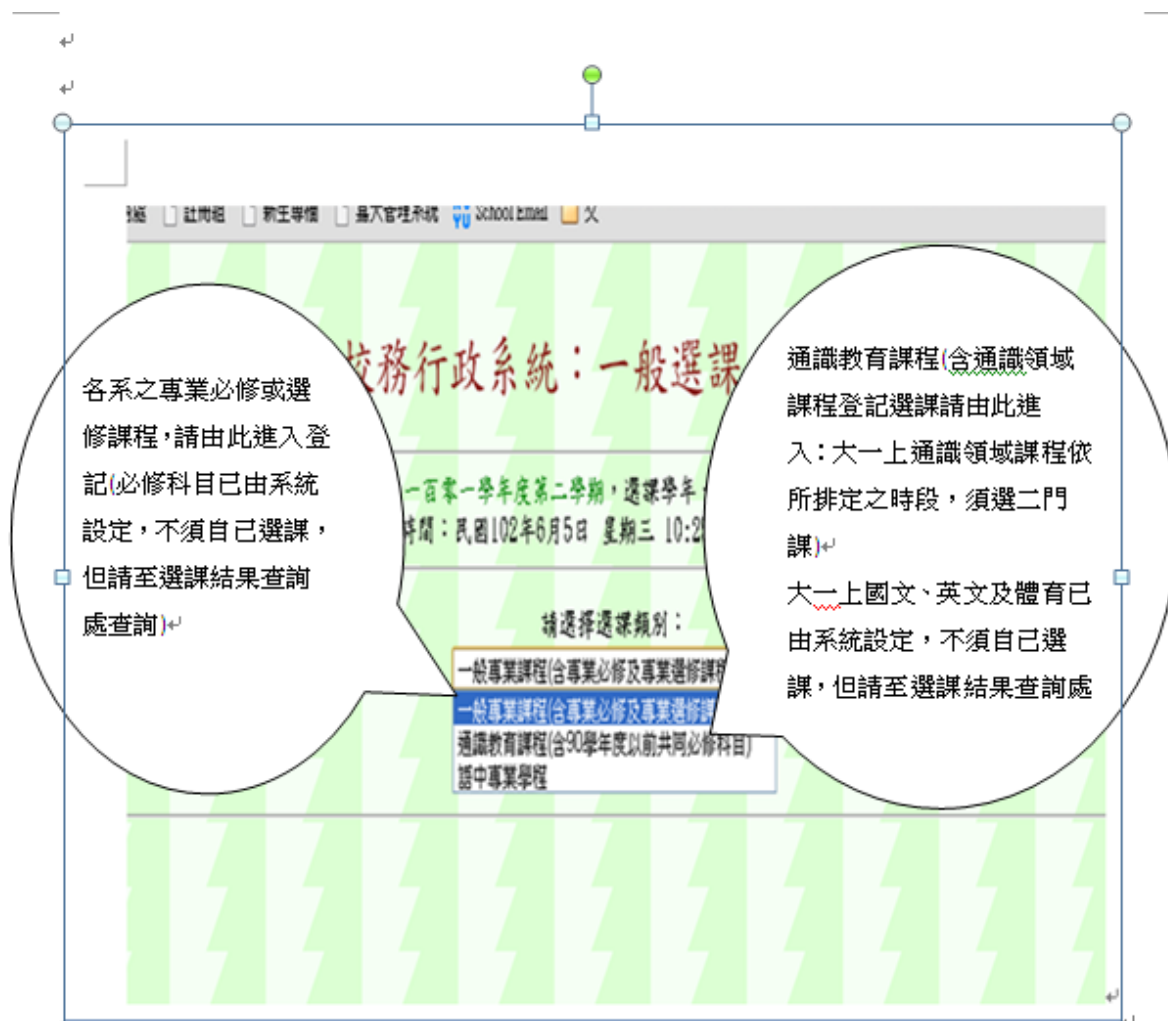 註冊組 新生專檔 School Email
校務行政系統：一般選課
各系之專業必修或選
修課程，請由此進入登
記(必修科目已由系統
設定，不須自己選課，
但請至選課結果查詢
處查詢)
通識教育課程(含通識領域
課程登記選課請由此進
入：大一上通識領域課程依
所排定之時段，須選二門
課)
大一上國文、英文及體育已
由系統設定，不須自己選
課，但請至選課結果查詢處
一百零一學年度第二學期，選課學年
時間：民國102年6月5日 星期三 10:2
請選擇選課類別：
一般專業課程(含專業必修及專業選修課程
一般專業課程(含專業必修及專業選修課
通識教育課程(含90學年度以前共同必修科目)
語中專業學程